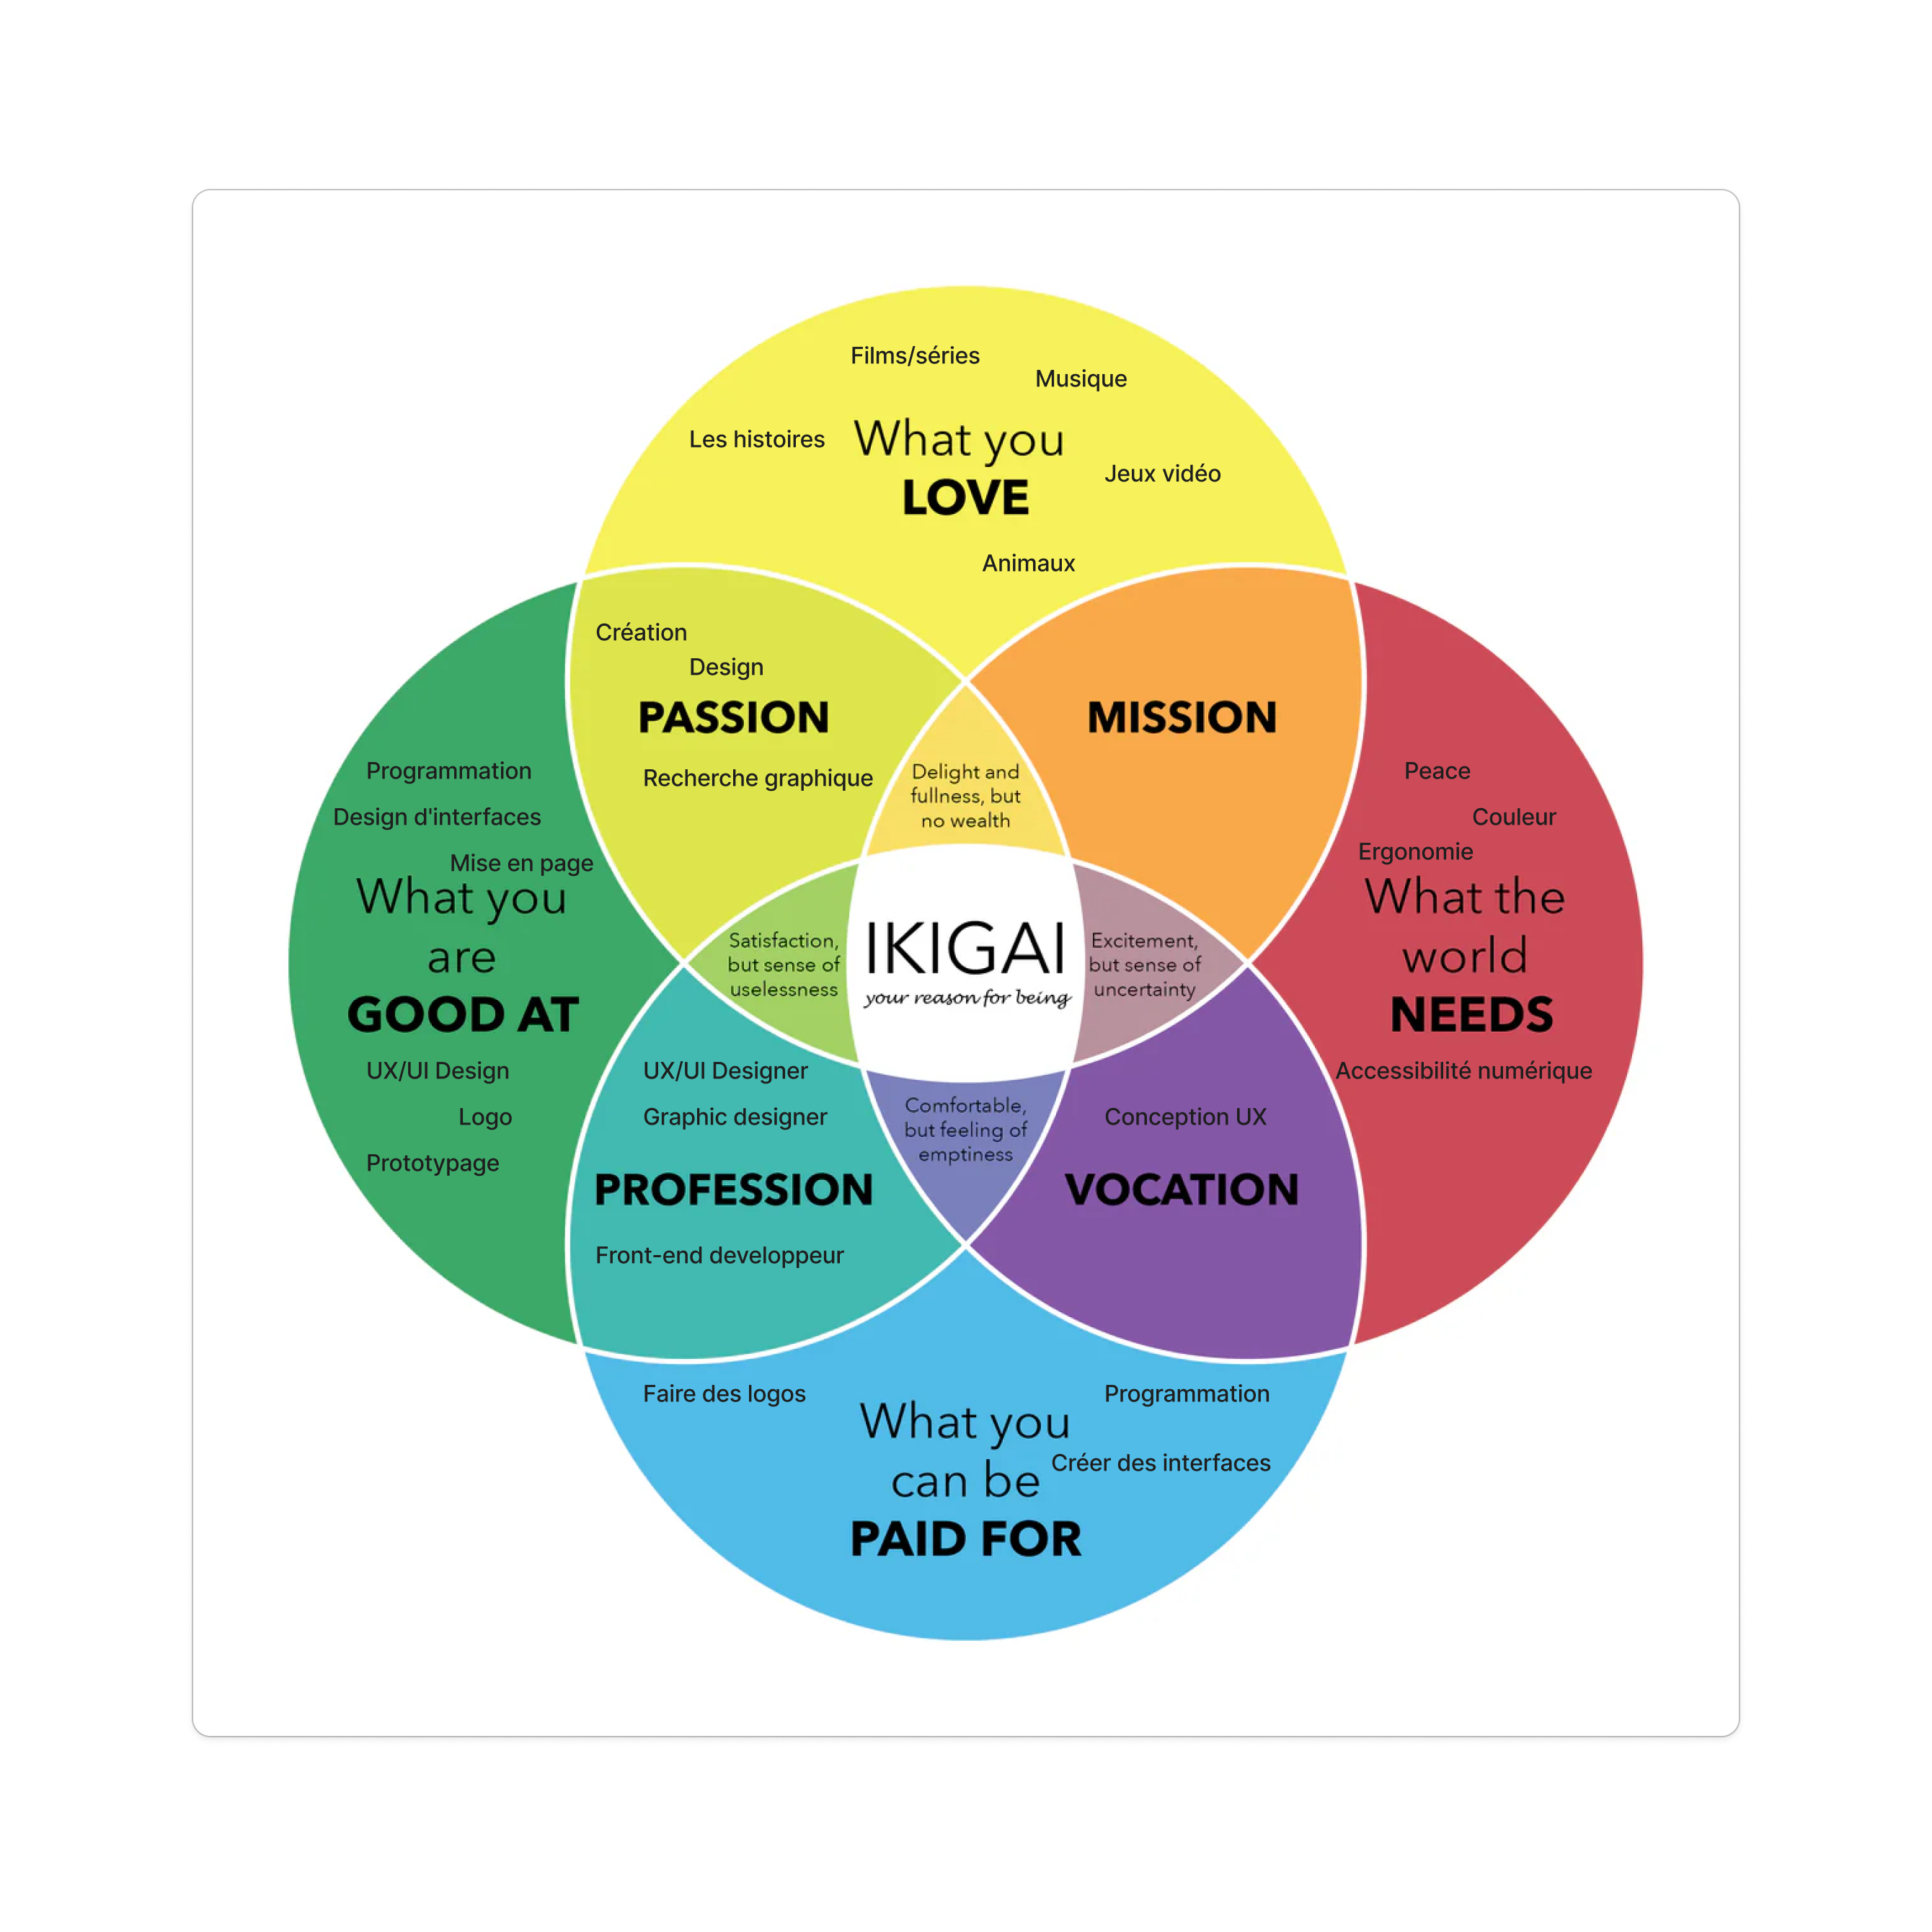 Films/séries
Musique
Les histoires
What you
LOVE
Jeux vidéo
Animaux
Création
Design
PASSION
Recherche graphique
MISSION
Delight and
fullness, but
no wealth
Programmation
Design d'interfaces
Mise en page
What you
are
GOOD AT
UX/UI Design
Logo
Prototypage
Satisfaction,
but sense of
uselessness
IKIGAI
your reason for being
Excitement,
but sense of
uncertainty
Peace
Couleur
Ergonomie
What the
world
NEEDS
Accessibilité numérique
UX/UI Designer
Graphic designer
PROFESSION
Front-end developpeur
Comfortable,
but feeling of
emptiness
Conception UX
VOCATION
Faire des logos
What you
can be
PAID FOR
Programmation
Créer des interfaces